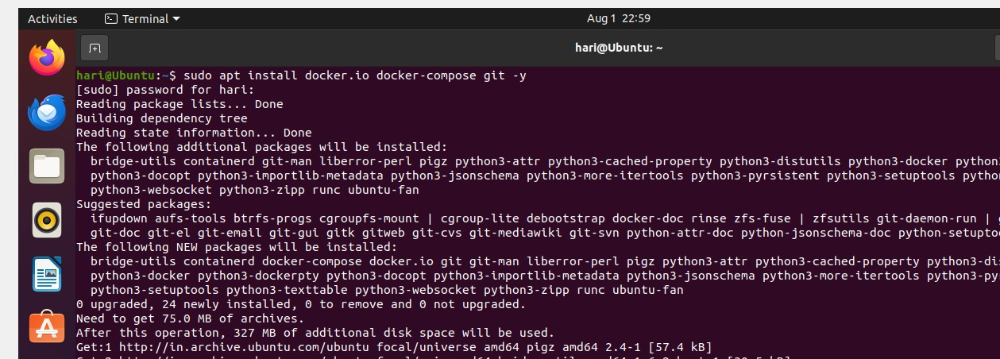 Activities Terminal Aug 1 22:59
hari@Ubuntu: ~
hari@Ubuntu:~$ sudo apt install docker.io docker-compose git -y
[sudo] password for hari:
Reading package lists... Done
Building dependency tree
Reading state information... Done
The following additional packages will be installed:
bridge-utils containerd git-man liberror-perl pigz python3-attr python3-cached-property python3-distutils python3-docker
python3-docopt python3-importlib-metadata python3-jsonschema python3-more-itertools python3-pyrsistent python3-setuptools
python3-websocket python3-zipp runc ubuntu-fan
Suggested packages:
ifupdown aufs-tools btrfs-progs cgroupfs-mount | cgroup-lite debootstrap docker-doc rinse zfs-fuse | zfsutils git-daemon-run |
git-doc git-el git-email git-gui gitk gitweb git-cvs git-mediawiki git-svn python-attr-doc python-jsonschema-doc
The following NEW packages will be installed:
bridge-utils containerd docker-compose docker.io git git-man liberror-perl pigz python3-attr python3-cached-property
python3-docker python3-dockerpty python3-docopt python3-importlib-metadata python3-jsonschema python3-more-itertools
python3-setuptools python3-texttable python3-websocket python3-zipp runc ubuntu-fan
0 upgraded, 24 newly installed, 0 to remove and 0 not upgraded.
Need to get 75.0 MB of archives.
After this operation, 327 MB of additional disk space will be used.
Get:1 http://in.archive.ubuntu.com/ubuntu focal/universe amd64 pigz amd64 2.4-1 [57.4 kB]